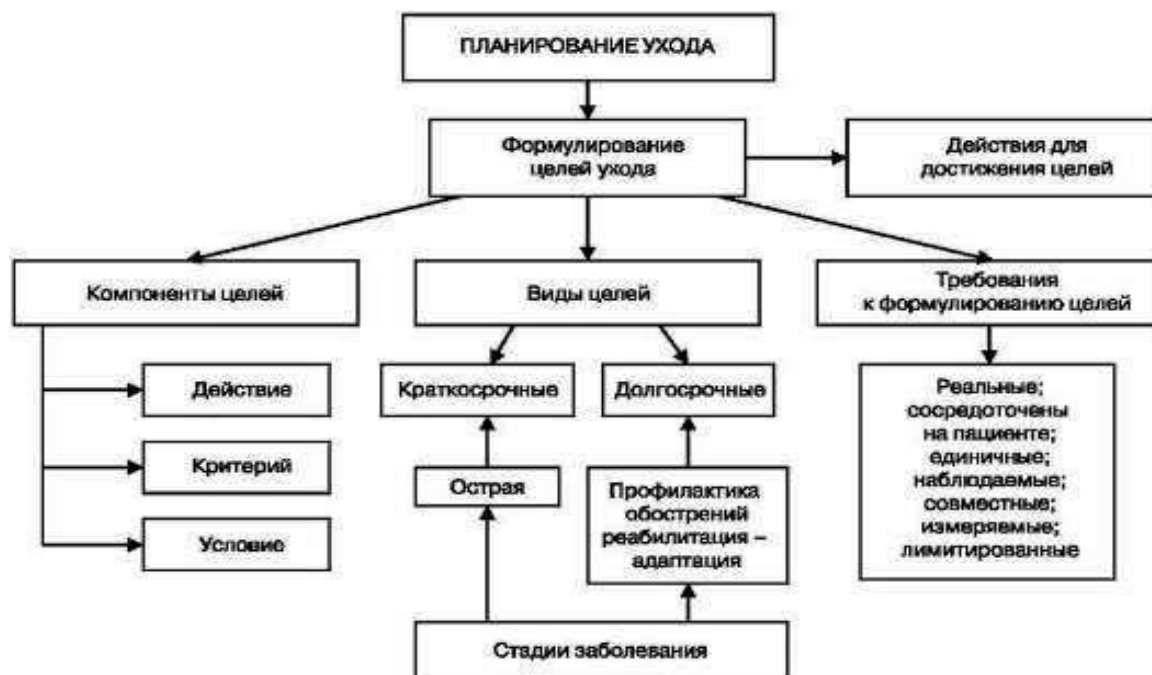 ПЛАНИРОВАНИЕ УХОДА
Формулирование
целей ухода
Действия для
достижения целей
Компоненты целей
Виды целей
Требования
к формулированию целей
Действие
Критерий
Условие
Краткосрочные
Долгосрочные
Острая
Профилактика
обострений
реабилитация –
адаптация
Реальные;
сосредоточены
на пациенте;
единичные;
наблюдаемые;
совместные;
измеряемые;
лимитированные
Стадии заболевания